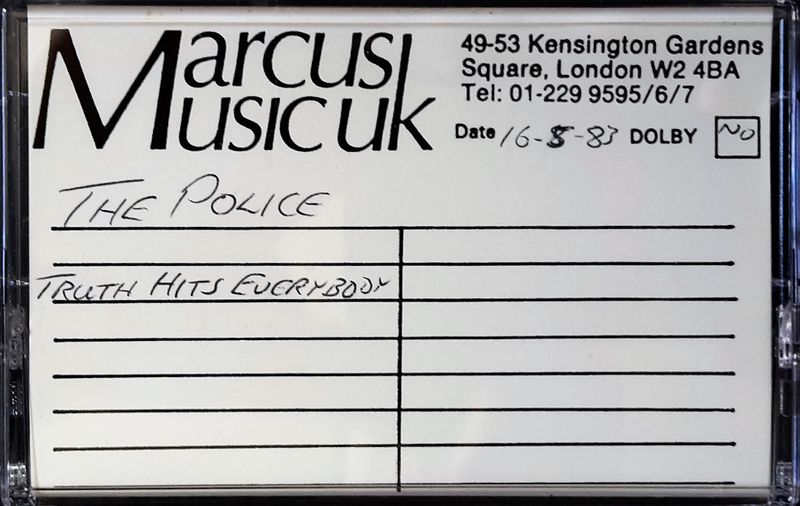 Marcus
Music UK
49-53 Kensington Gardens
Square, London W2 4BA
Tel: 01-229 9595/6/7
Date 16-5-83 DOLBY NO
THE POLICE
TRUTH HITS EVERYBODY